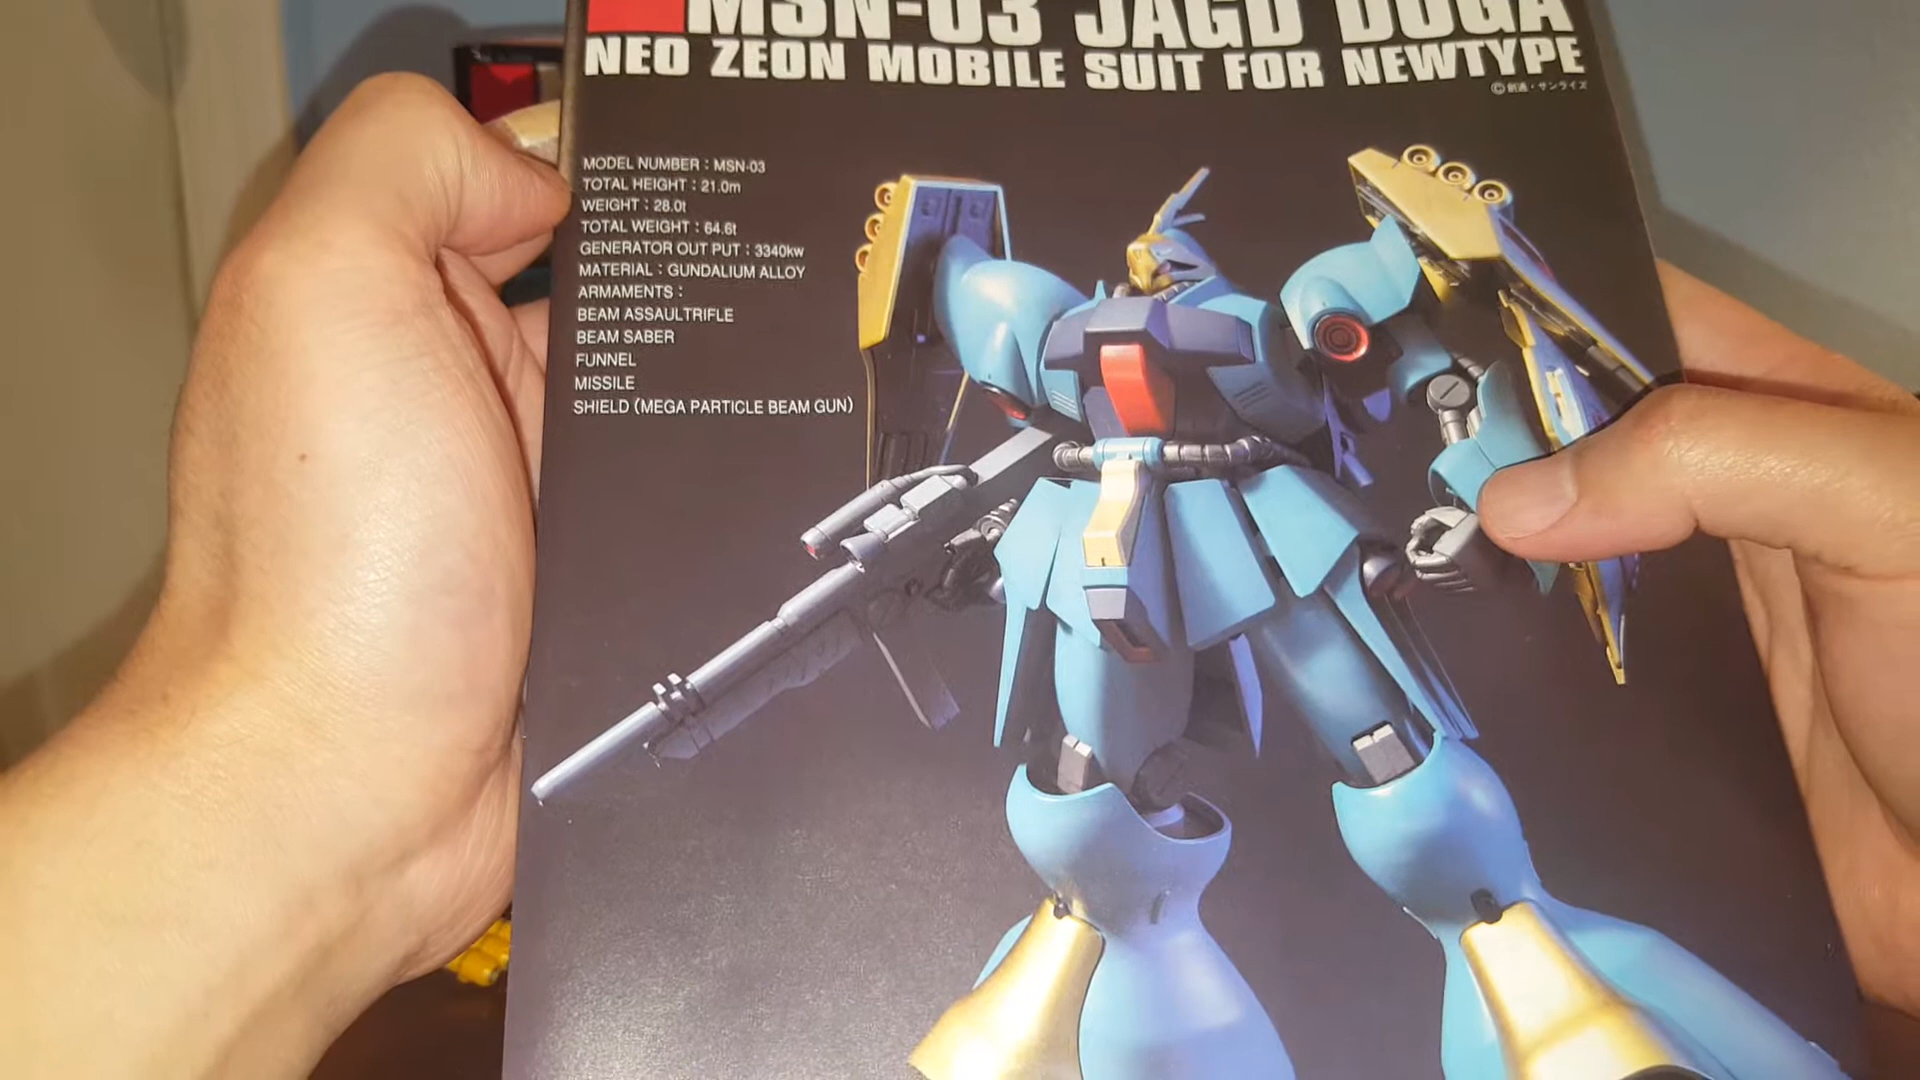 MSN-03 JAGD DOGA
NEO ZEON MOBILE SUIT FOR NEWTYPE
©創通・サンライズ
MODEL NUMBER : MSN-03
TOTAL HEIGHT : 21.0m
WEIGHT : 28.0t
TOTAL WEIGHT : 64.6t
GENERATOR OUT PUT : 3340kw
MATERIAL : GUNDALIUM ALLOY
ARMAMENTS :
BEAM ASSAULTRIFLE
BEAM SABER
FUNNEL
MISSILE
SHIELD (MEGA PARTICLE BEAM GUN)